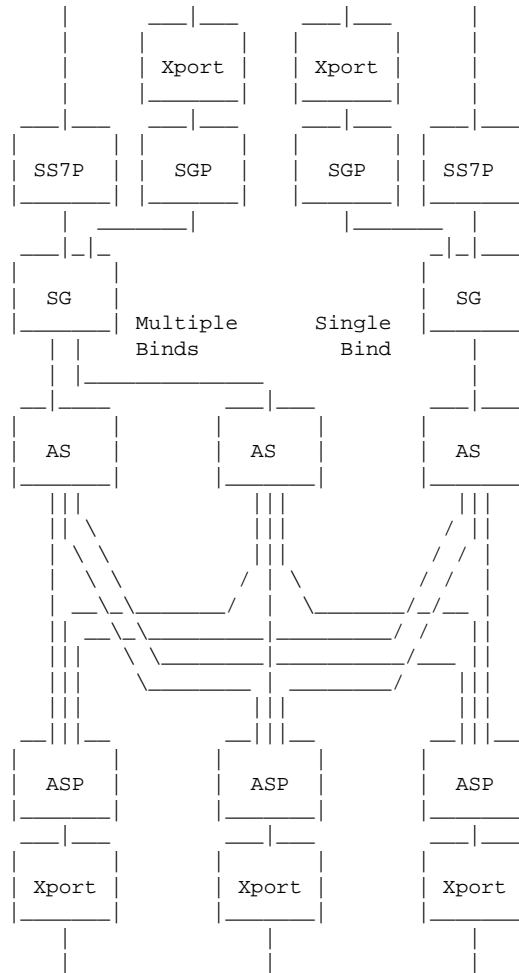 Xport Xport
SS7P SGP SGP SS7P
SG SG
Multiple Single
Binds Bind
AS AS AS
ASP ASP ASP
Xport Xport Xport